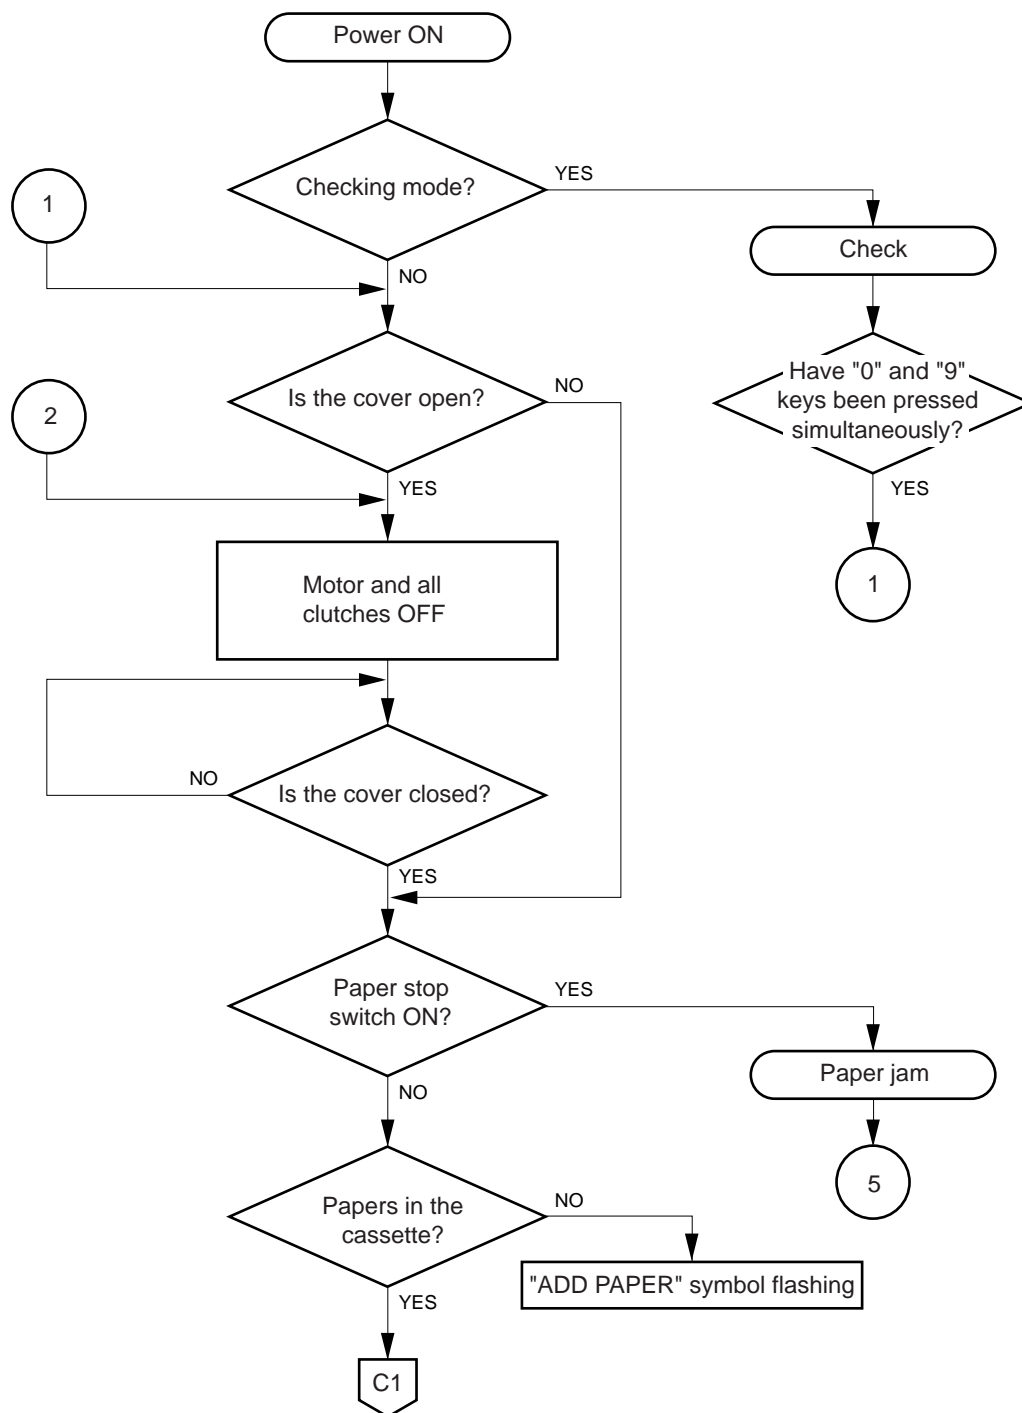 Power ON
Checking mode?
YES
1
NO
Check
Is the cover open?
NO
Have "0" and "9"
keys been pressed
simultaneously?
2
YES
YES
Motor and all
clutches OFF
1
NO
Is the cover closed?
YES
Paper stop
switch ON?
YES
Paper jam
NO
5
Papers in the
cassette?
NO
"ADD PAPER" symbol flashing
YES
C1